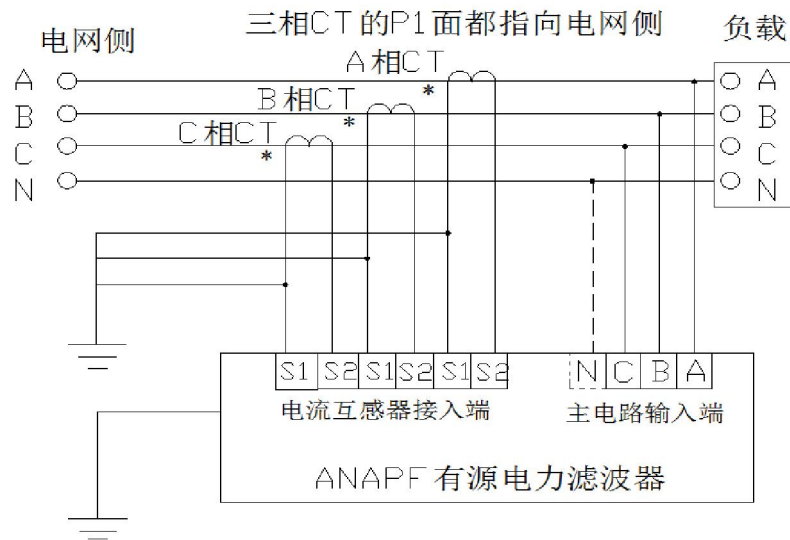 三相CT的P1面都指向电网侧
电网侧
负载
A相CT
*
A
A
B相CT
*
B
B
C相CT
*
C
C
N
N
S1 S2 S1 S2 S1 S2
N C B A
电流互感器接入端
主电路输入端
ANAPF有源电力滤波器